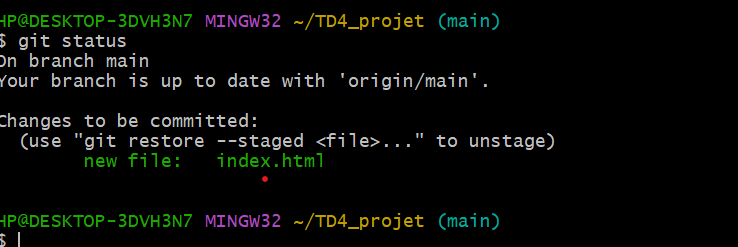 HP@DESKTOP-3DVH3N7 MINGW32 ~/TD4_projet (main)
$ git status
On branch main
Your branch is up to date with 'origin/main'.
Changes to be committed:
  (use "git restore --staged <file>..." to unstage)
        new file:   index.html
HP@DESKTOP-3DVH3N7 MINGW32 ~/TD4_projet (main)
$